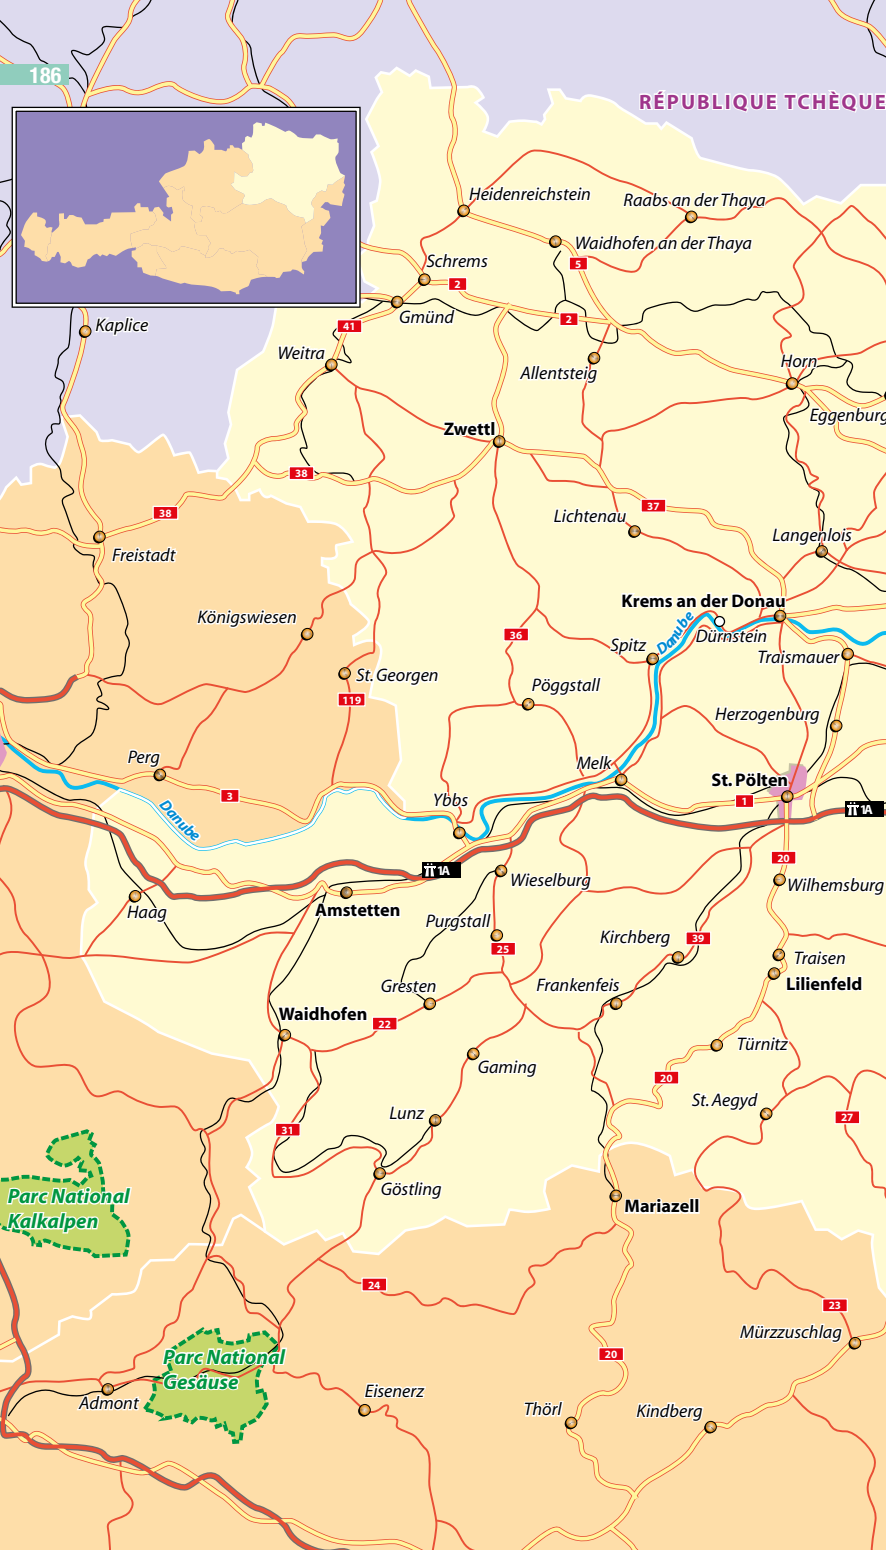 186
RÉPUBLIQUE TCHÈQUE
Heidenreichstein
Raabs an der Thaya
Waidhofen an der Thaya
5
Schrems
2
Gmünd
2
41
Kaplice
Weitra
Allentsteig
Horn
Eggenburg
Zwettl
38
38
37
Lichtenau
Langenlois
Freistadt
Krems an der Donau
Königswiesen
36
Danube
Dürnstein
Spitz
Traismauer
St. Georgen
119
Pöggstall
Herzogenburg
Perg
Melk
St. Pölten
3
Ybbs
1
1A
Danube
20
1A
Wieselburg
Wilhemsburg
Haag
Amstetten
Purgstall
25
Kirchberg
39
Traisen
Gresten
Frankenfeis
Lilienfeld
Waidhofen
22
Türnitz
Gaming
20
St. Aegyd
Lunz
27
31
Parc National
Kalkalpen
Göstling
Mariazell
24
23
Mürzzuschlag
Parc National
Gesäuse
20
Admont
Eisenerz
Thörl
Kindberg